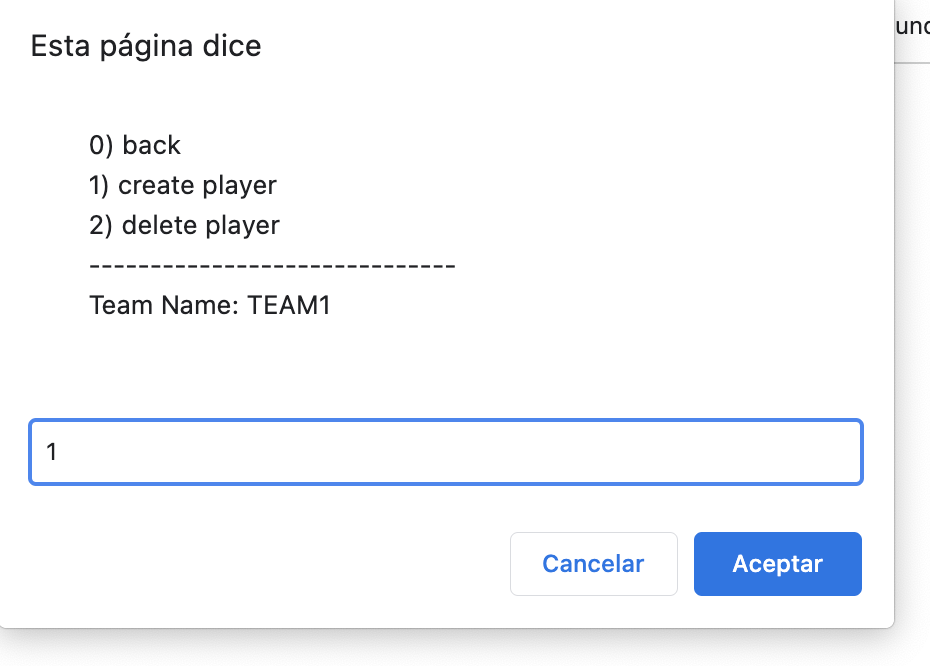 Esta página dice
0) back
1) create player
2) delete player
------------------------------
Team Name: TEAM1
1
Cancelar
Aceptar